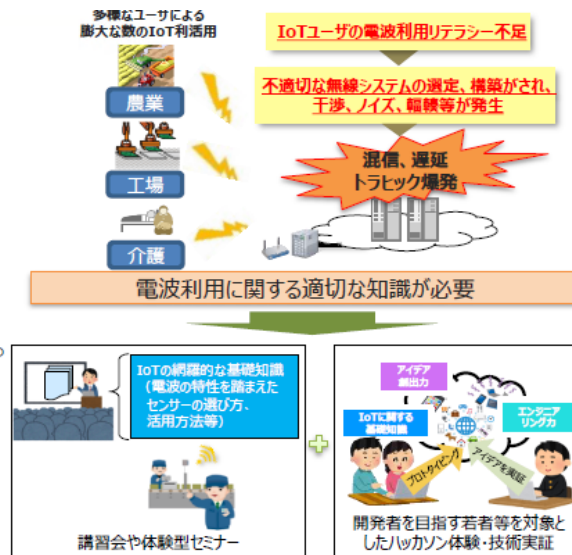 多様なユーザによる
膨大な数のIoT利活用
農業
工場
介護
IoTユーザの電波利用リテラシー不足
不適切な無線システムの選定、構築がされ、
干渉、ノイズ、輻輳等が発生
混信、遅延
トラヒック爆発
電波利用に関する適切な知識が必要
IoTの網羅的な基礎知識
（電波の特性を踏まえた
センサーの選び方、
活用方法等）
講習会や体験型セミナー
アイデア
創出力
IoTに関する
基礎知識
エンジニア
リング力
プロトタイピング
アイデアを実証
開発者を目指す若者等を対象と
したハッカソン体験・技術実証